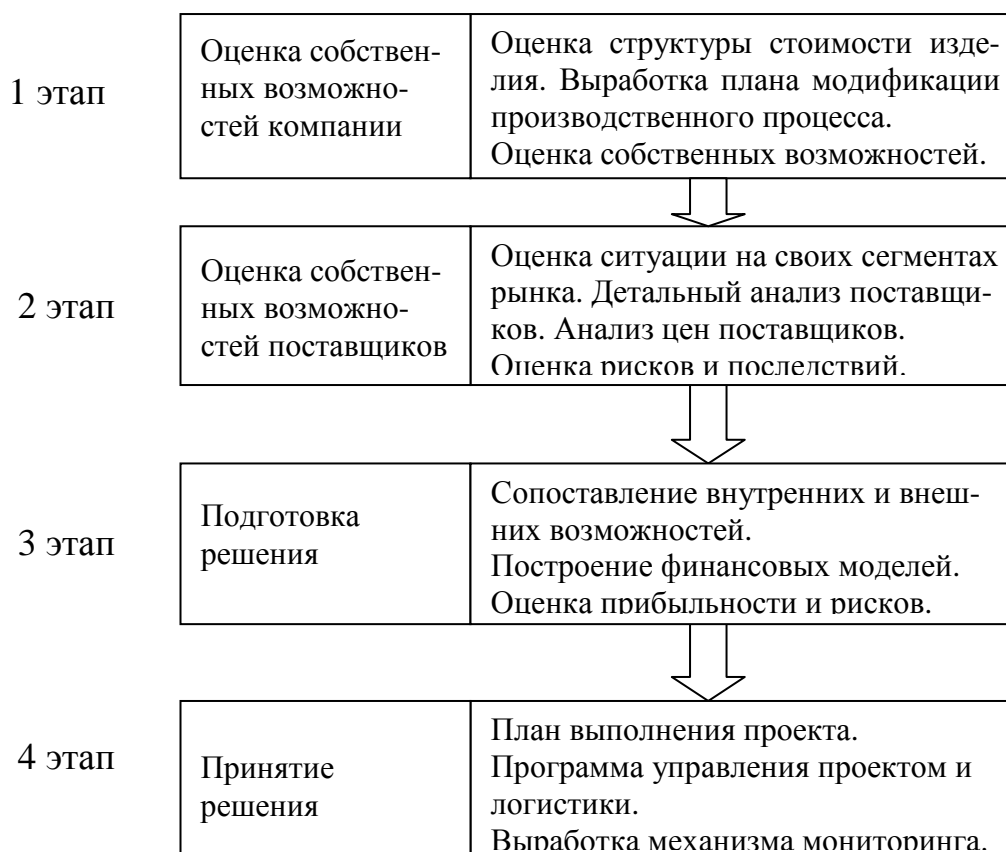 1 этап
Оценка собствен-
ных возможно-
стей компании
Оценка структуры стоимости изде-
лия. Выработка плана модификации
производственного процесса.
Оценка собственных возможностей.
2 этап
Оценка собствен-
ных возможно-
стей поставщиков
Оценка ситуации на своих сегментах
рынка. Детальный анализ поставщи-
ков. Анализ цен поставщиков.
Оценка рисков и последствий.
3 этап
Подготовка
решения
Сопоставление внутренних и внеш-
них возможностей.
Построение финансовых моделей.
Оценка прибыльности и рисков.
4 этап
Принятие
решения
План выполнения проекта.
Программа управления проектом и
логистики.
Выработка механизма мониторинга.